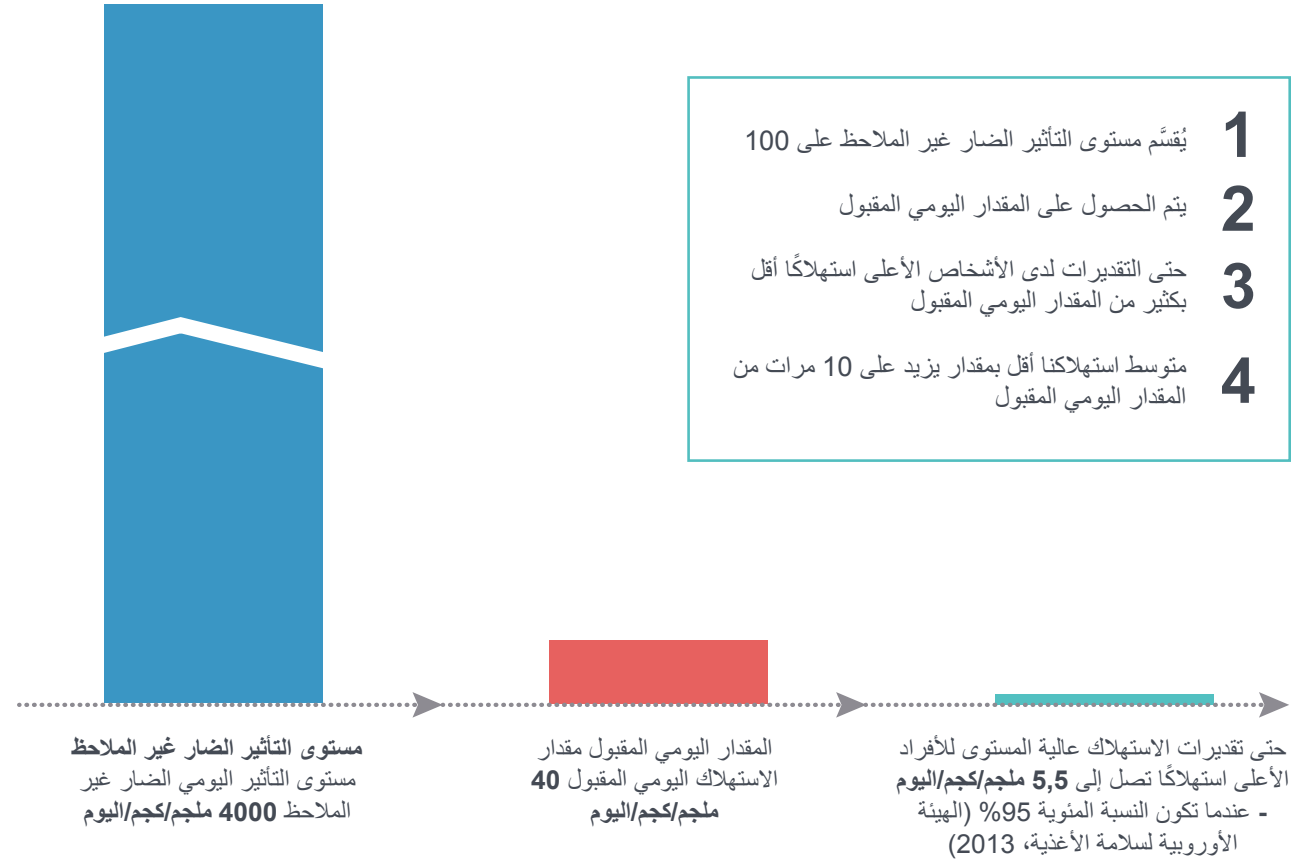 1 يُقسَّم مستوى التأثير الضار غير الملاحظ على 100
2 يتم الحصول على المقدار اليومي المقبول
3 حتى التقديرات لدى الأشخاص الأعلى استهلاكًا أقل
بكثير من المقدار اليومي المقبول
4 متوسط استهلاكنا أقل بمقدار يزيد على 10 مرات من
المقدار اليومي المقبول
مستوى التأثير الضار غير الملاحظ
مستوى التأثير اليومي الضار غير
الملاحظ 4000 ملجم/كجم/اليوم
المقدار اليومي المقبول مقدار
الاستهلاك اليومي المقبول 40
ملجم/كجم/اليوم
حتى تقديرات الاستهلاك عالية المستوى للأفراد
الأعلى استهلاكًا تصل إلى 5,5 ملجم/كجم/اليوم
- عندما تكون النسبة المئوية 95% (الهيئة
الأوروبية لسلامة الأغذية، 2013)